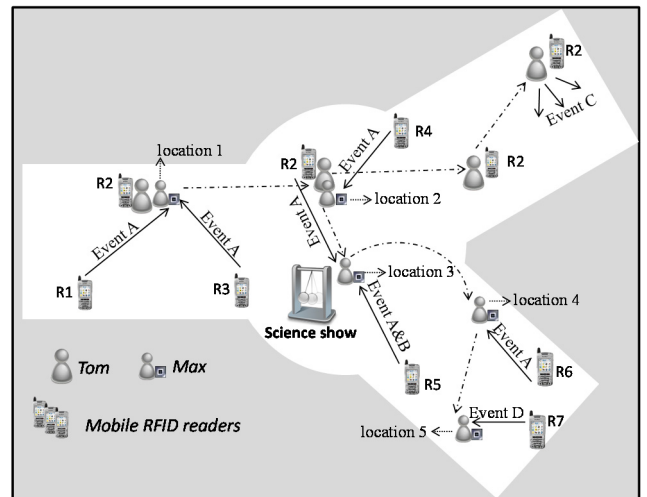 R2
Event C
R4
Event A
location 1
R2
R2
R2
location 2
Event A
Event A
Event A
location 3
R1
R3
location 4
Science show
Event A&B
Event A
R5
R6
Tom
Max
Event D
R7
Mobile RFID readers
location 5